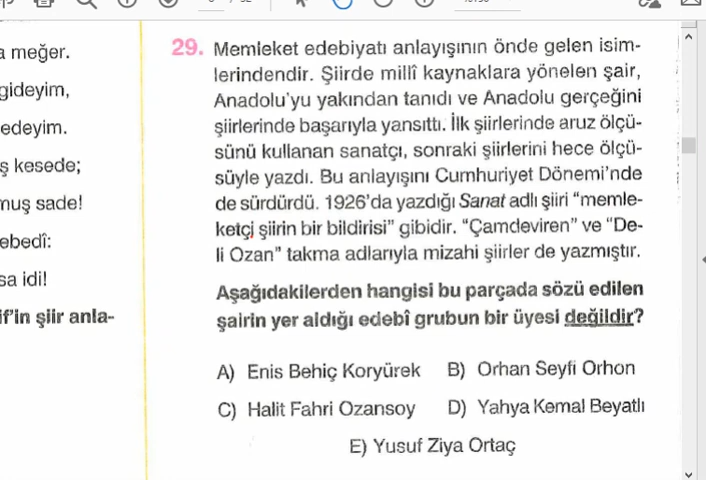 a meğer.
gideyim,
edeyim.
ş kesede;
muş sade!
ebedî:
sa idi!
if'in şiir anla-
29. Memleket edebiyatı anlayışının önde gelen isim-
lerindendir. Şiirde millî kaynaklara yönelen şair,
Anadolu'yu yakından tanıdı ve Anadolu gerçeğini
şiirlerinde başarıyla yansıttı. İlk şiirlerinde aruz ölçü-
sünü kullanan sanatçı, sonraki şiirlerini hece ölçü-
süyle yazdı. Bu anlayışını Cumhuriyet Dönemi'nde
de sürdürdü. 1926'da yazdığı Sanat adlı şiiri "memle-
ketçi şiirin bir bildirisi" gibidir. "Çamdeviren" ve "De-
li Ozan" takma adlarıyla mizahi şiirler de yazmıştır.
Aşağıdakilerden hangisi bu parçada sözü edilen
şairin yer aldığı edebî grubun bir üyesi değildir?
A) Enis Behiç Koryürek B) Orhan Seyfi Orhon
C) Halit Fahri Ozansoy D) Yahya Kemal Beyatlı
E) Yusuf Ziya Ortaç